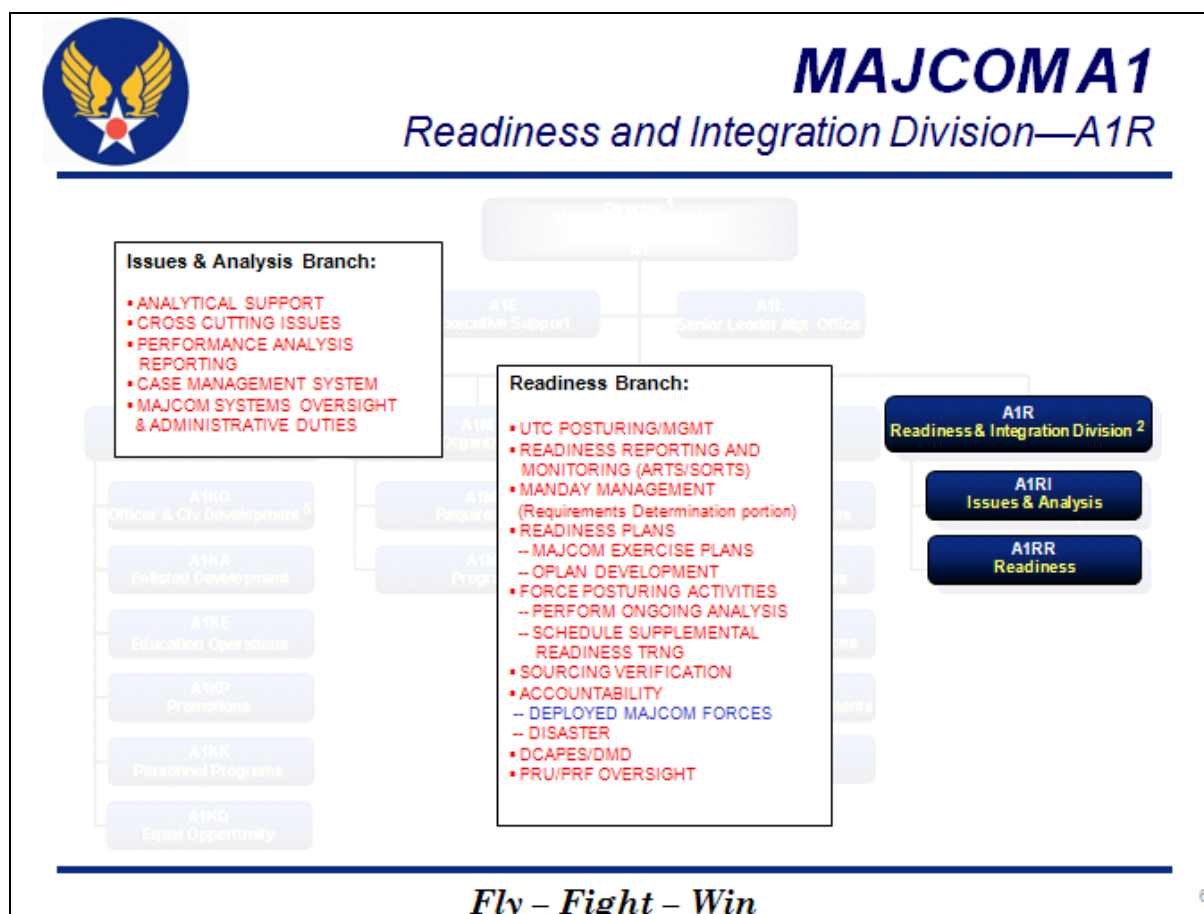 MAJCOM A1
Readiness and Integration Division—A1R
Director 1
A1
A1E
Executive Support
A1L
Senior Leader Mgt Office
Issues & Analysis Branch:
▪ ANALYTICAL SUPPORT
▪ CROSS CUTTING ISSUES
▪ PERFORMANCE ANALYSIS
REPORTING
▪ CASE MANAGEMENT SYSTEM
▪ MAJCOM SYSTEMS OVERSIGHT
& ADMINISTRATIVE DUTIES
Readiness Branch:
▪ UTC POSTURING/MGMT
▪ READINESS REPORTING AND
MONITORING (ARTS/SORTS)
▪ MANDAY MANAGEMENT
(Requirements Determination portion)
▪ READINESS PLANS
-- MAJCOM EXERCISE PLANS
-- OPLAN DEVELOPMENT
▪ FORCE POSTURING ACTIVITIES
-- PERFORM ONGOING ANALYSIS
-- SCHEDULE SUPPLEMENTAL
READINESS TRNG
▪ SOURCING VERIFICATION
▪ ACCOUNTABILITY
-- DEPLOYED MAJCOM FORCES
-- DISASTER
▪ DCAPES/DMD
▪ PRU/PRF OVERSIGHT
A1R
Readiness & Integration Division 2
A1RI
Issues & Analysis
A1RR
Readiness
A1KO
Officer & Civ Development 5
A1KA
Enlisted Development
A1KE
Education Operations
A1KP
Promotions
A1KK
Personnel Programs
A1KQ
Equal Opportunity
Fly – Fight – Win